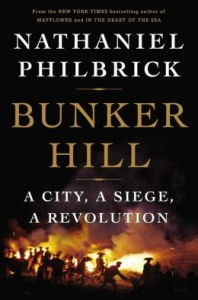 From the NEW YORK TIMES bestselling author of
MAYFLOWER and IN THE HEART OF THE SEA
NATHANIEL
PHILBRICK
BUNKER
HILL
A CITY, A SIEGE,
A REVOLUTION